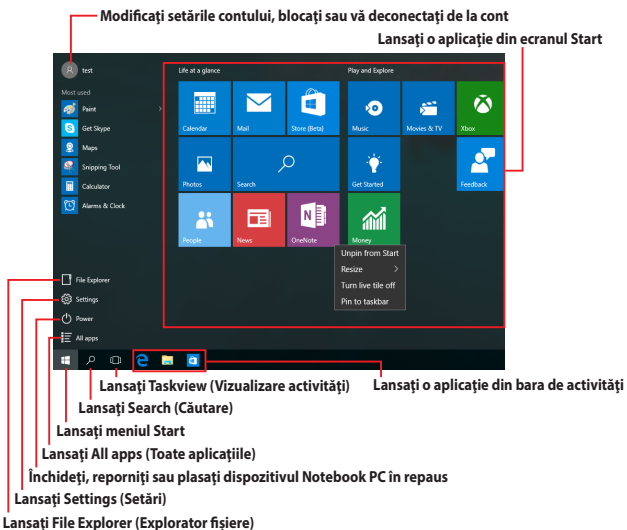 Modificați setările contului, blocați sau vă deconectați de la cont
Lansați o aplicație din ecranul Start
test
Life at a glance
Play and Explore
Most used
Paint
Get Skype
Maps
Snipping Tool
Calculator
Alarms & Clock
Calendar
Mail
Store (Beta)
Music
Movies & TV
Xbox
Photos
Search
Get Started
Feedback
People
News
OneNote
Money
Unpin from Start
Resize
Turn live tile off
Pin to taskbar
File Explorer
Settings
Power
All apps
Lansați Taskview (Vizualizare activități)
Lansați o aplicație din bara de activități
Lansați Search (Căutare)
Lansați meniul Start
Lansați All apps (Toate aplicațiile)
Închideți, reporniți sau plasați dispozitivul Notebook PC în repaus
Lansați Settings (Setări)
Lansați File Explorer (Explorator fișiere)